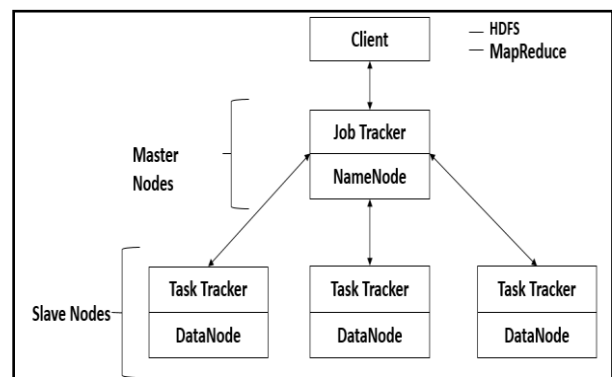 Client
HDFS
MapReduce
Job Tracker
Master
Nodes
NameNode
Slave Nodes
Task Tracker
Task Tracker
Task Tracker
DataNode
DataNode
DataNode